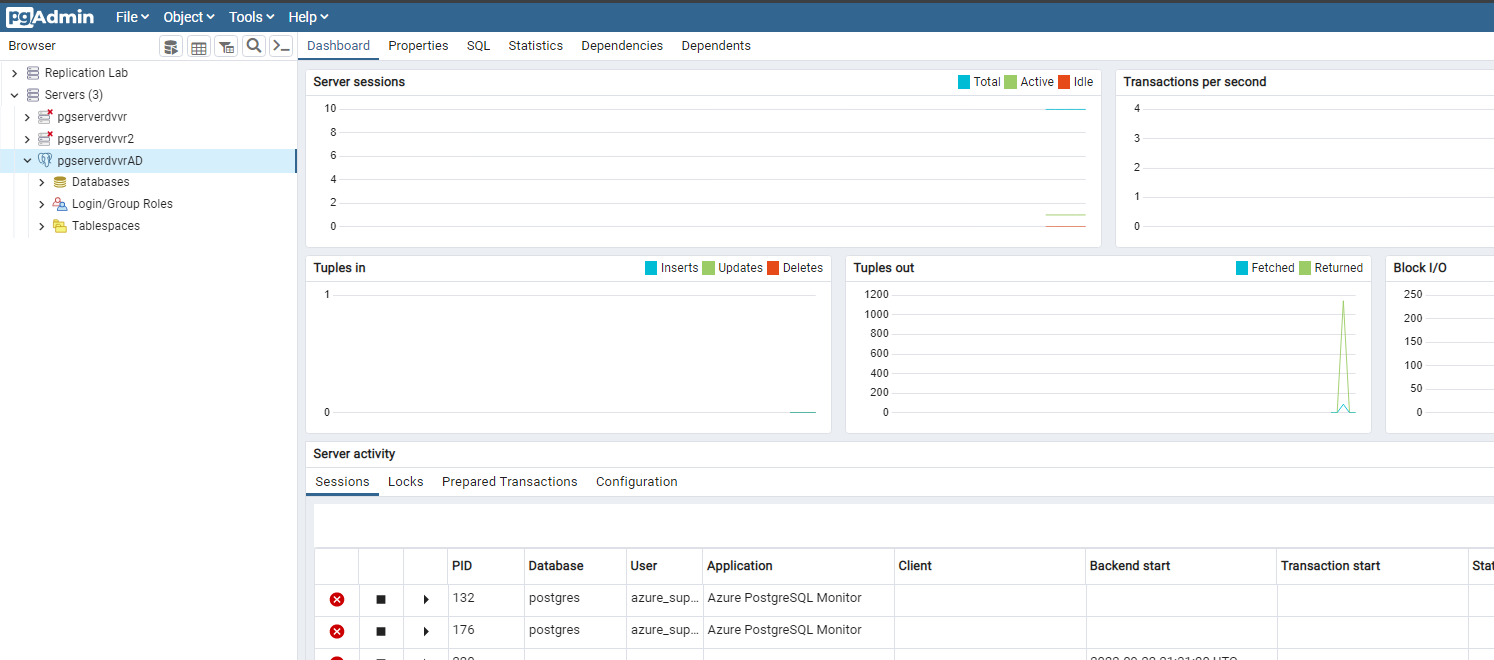 pgAdmin File Object Tools Help
Browser
Dashboard Properties SQL Statistics Dependencies Dependents
Replication Lab
Servers (3)
pgserverdvvr
pgserverdvvr2
pgserverdvvrAD
Databases
Login/Group Roles
Tablespaces
Server sessions Total Active Idle
10
8
6
4
2
0
Transactions per second
4
3
2
1
0
Tuples in Inserts Updates Deletes
1
0
Tuples out Fetched Returned
1200
1000
800
600
400
200
0
Block I/O
250
200
150
100
50
0
Server activity
Sessions Locks Prepared Transactions Configuration
PID Database User Application Client Backend start Transaction start Stat
132 postgres azure_sup... Azure PostgreSQL Monitor
176 postgres azure_sup... Azure PostgreSQL Monitor